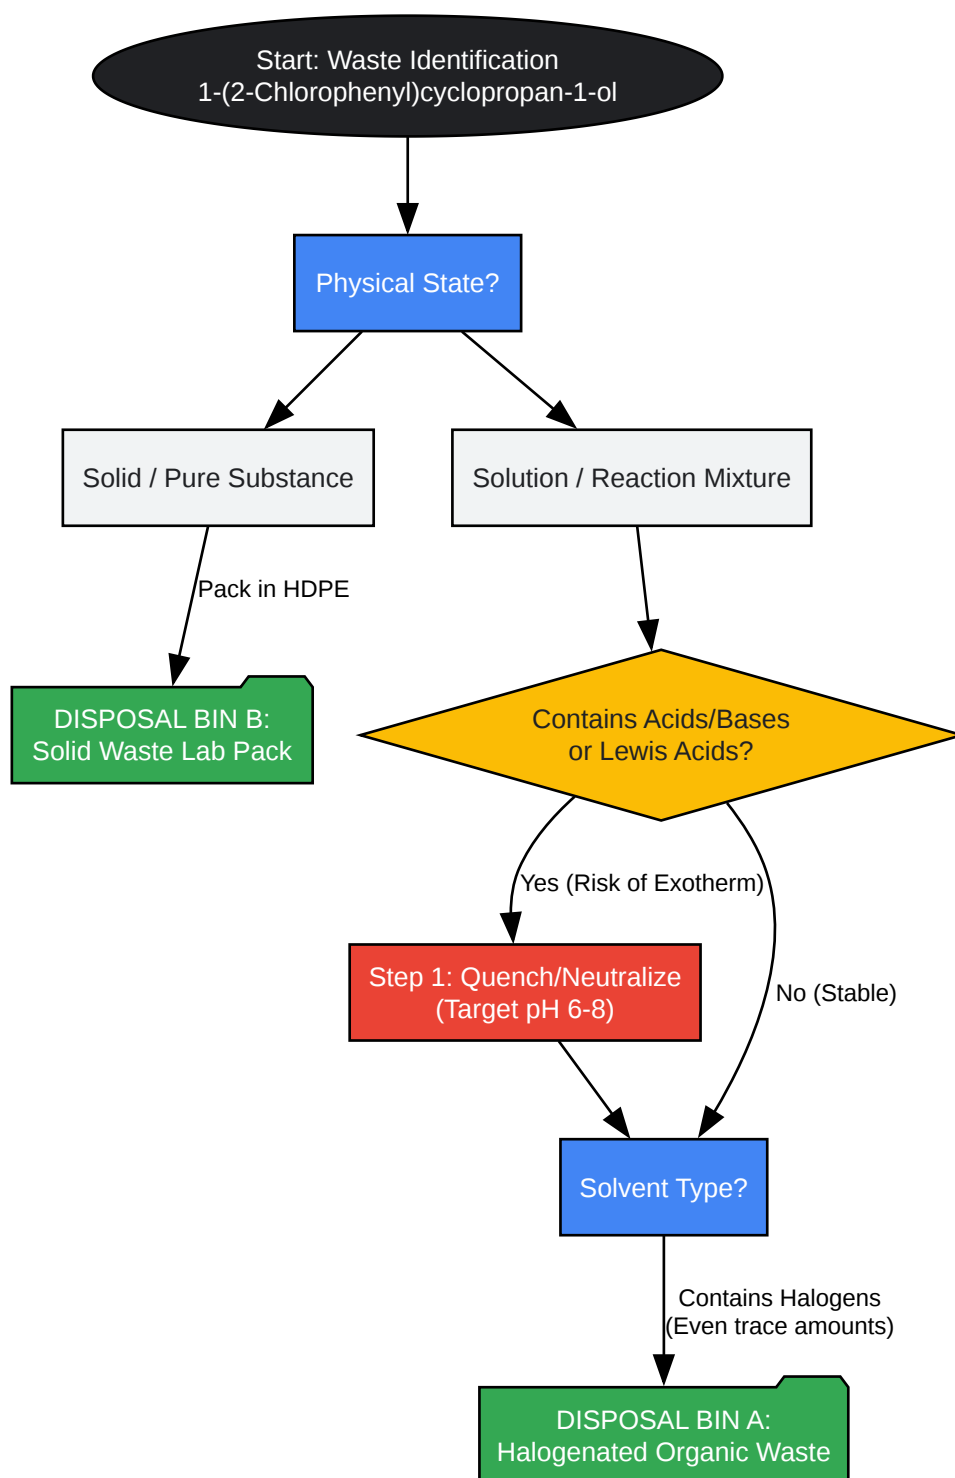 Start: Waste Identification
1-(2-Chlorophenyl)cyclopropan-1-ol
Physical State?
Solid / Pure Substance
Solution / Reaction Mixture
Pack in HDPE
DISPOSAL BIN B:
Solid Waste Lab Pack
Contains Acids/Bases
or Lewis Acids?
Yes (Risk of Exotherm)
Step 1: Quench/Neutralize
(Target pH 6-8)
No (Stable)
Solvent Type?
Contains Halogens
(Even trace amounts)
DISPOSAL BIN A:
Halogenated Organic Waste